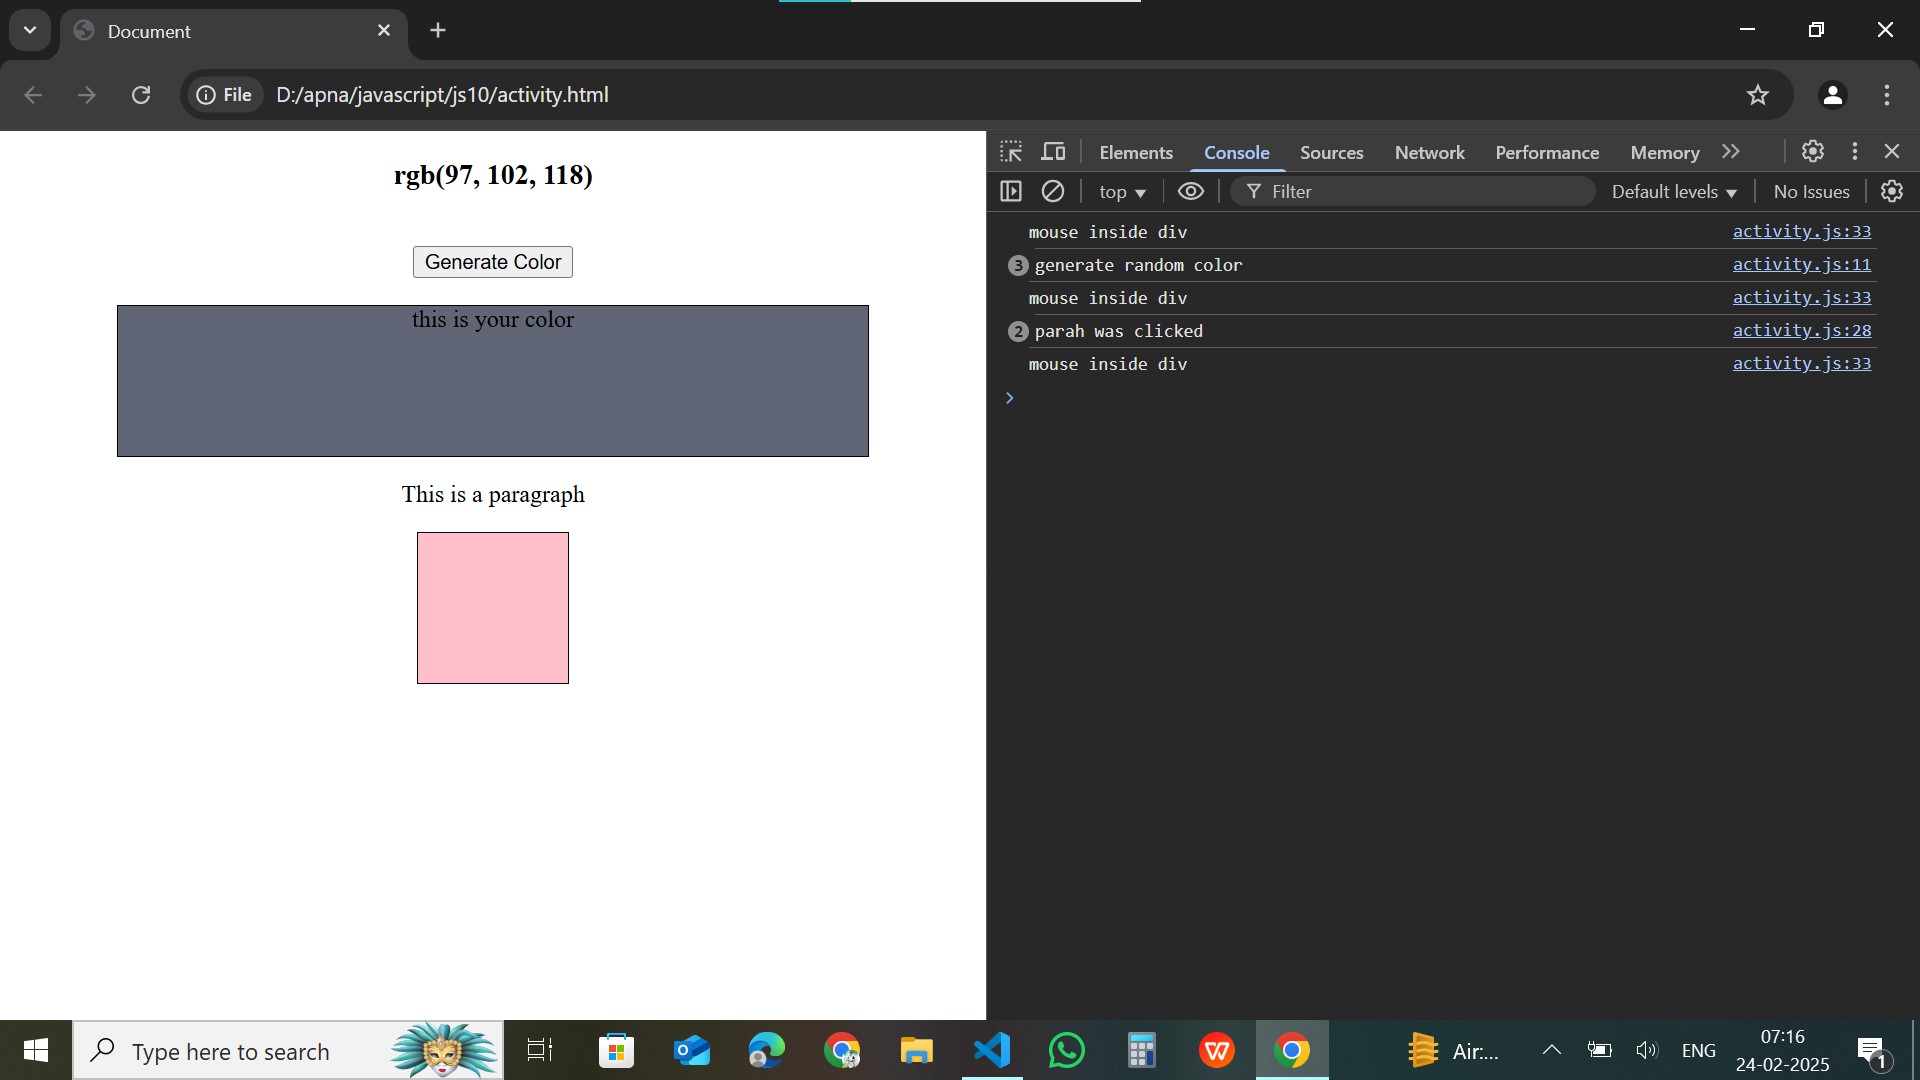 Document
File D:/apna/javascript/js10/activity.html
rgb(97, 102, 118)
Generate Color
this is your color
This is a paragraph
Elements Console Sources Network Performance Memory
top Filter Default levels No Issues
mouse inside div activity.js:33
3 generate random color activity.js:11
mouse inside div activity.js:33
2 parah was clicked activity.js:28
mouse inside div activity.js:33
Type here to search
Air:...
ENG
07:16
24-02-2025
1